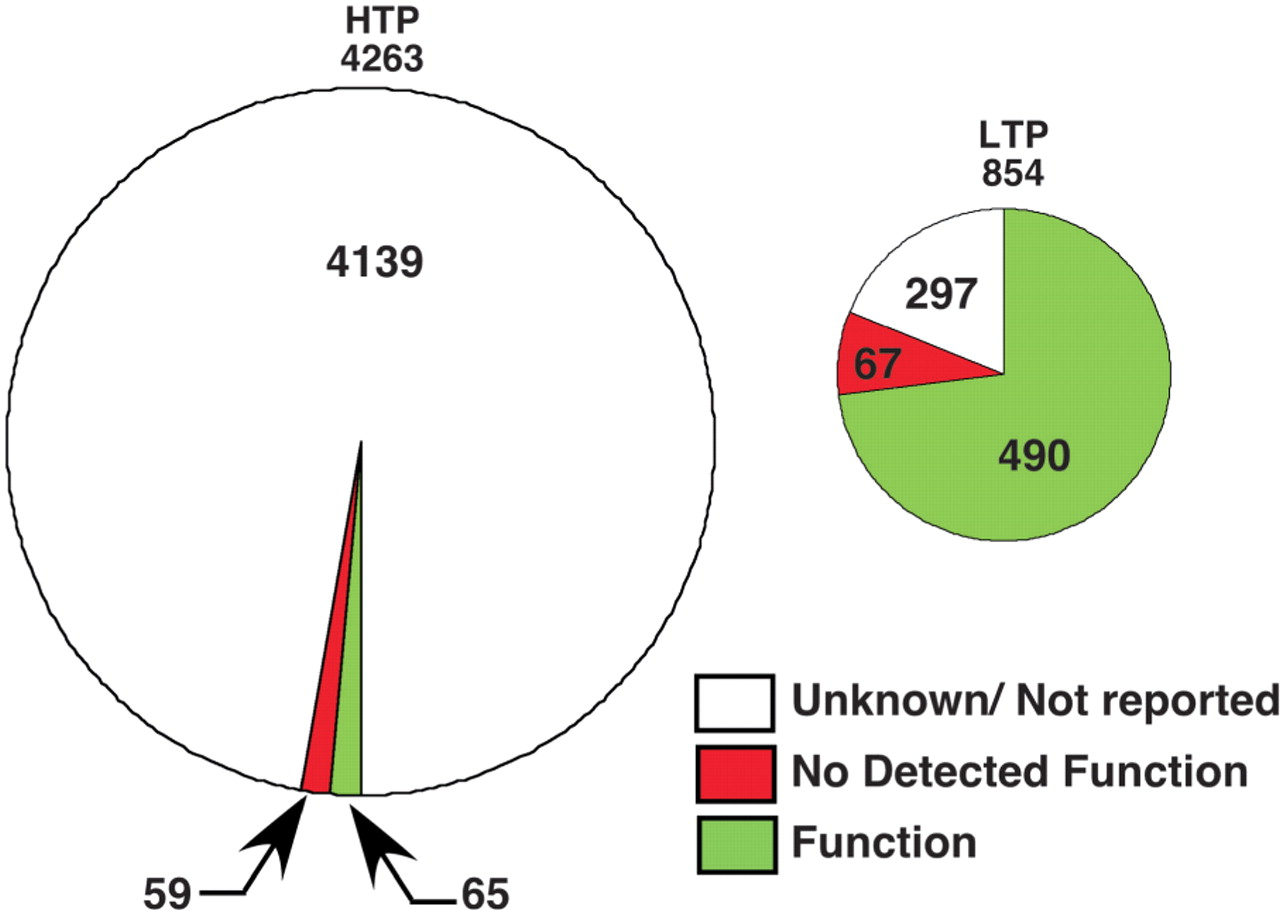 HTP
4263
4139
59
65
LTP
854
297
67
490
Unknown/ Not reported
No Detected Function
Function